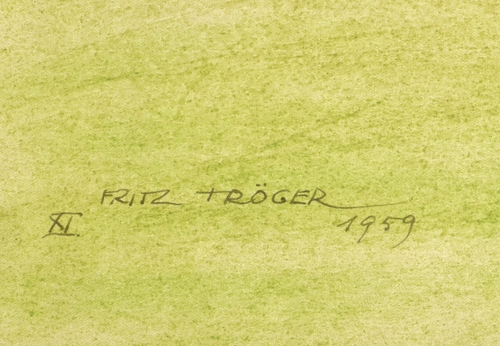 FRITZ TRÖGER
XI. 1959